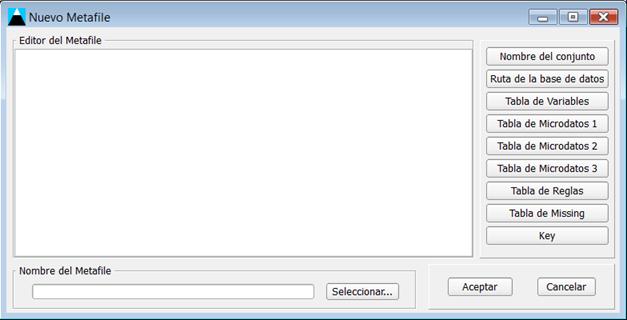 Nuevo Metafile
Editor del Metafile
Nombre del conjunto
Ruta de la base de datos
Tabla de Variables
Tabla de Microdatos 1
Tabla de Microdatos 2
Tabla de Microdatos 3
Tabla de Reglas
Tabla de Missing
Key
Nombre del Metafile
Seleccionar...
Aceptar
Cancelar